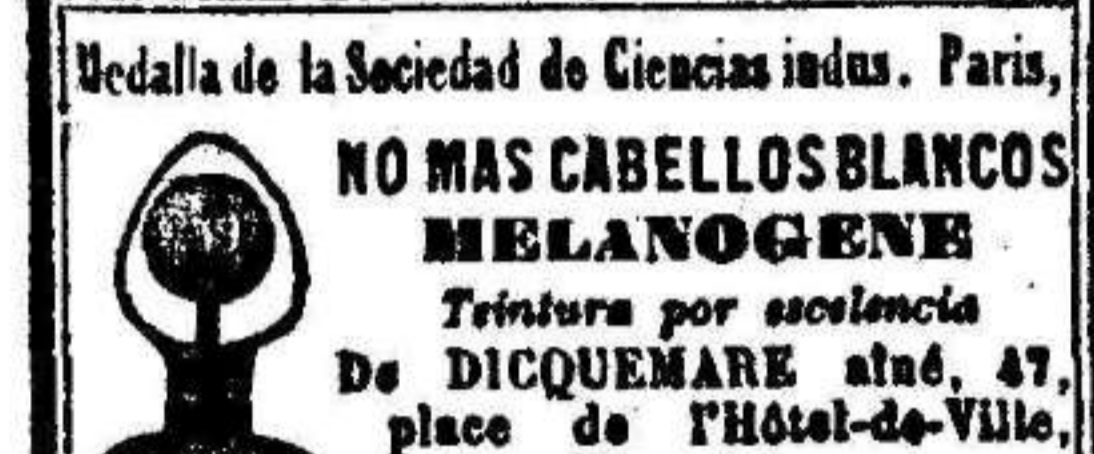 Medalla de la Sociedad de Ciencias indus. Paris,
NO MAS CABELLOS BLANCOS
MELANOGENE
Teintura por escelencia
De DICQUEMARE aîné, 47,
place de l'Hôtel-de-Ville,